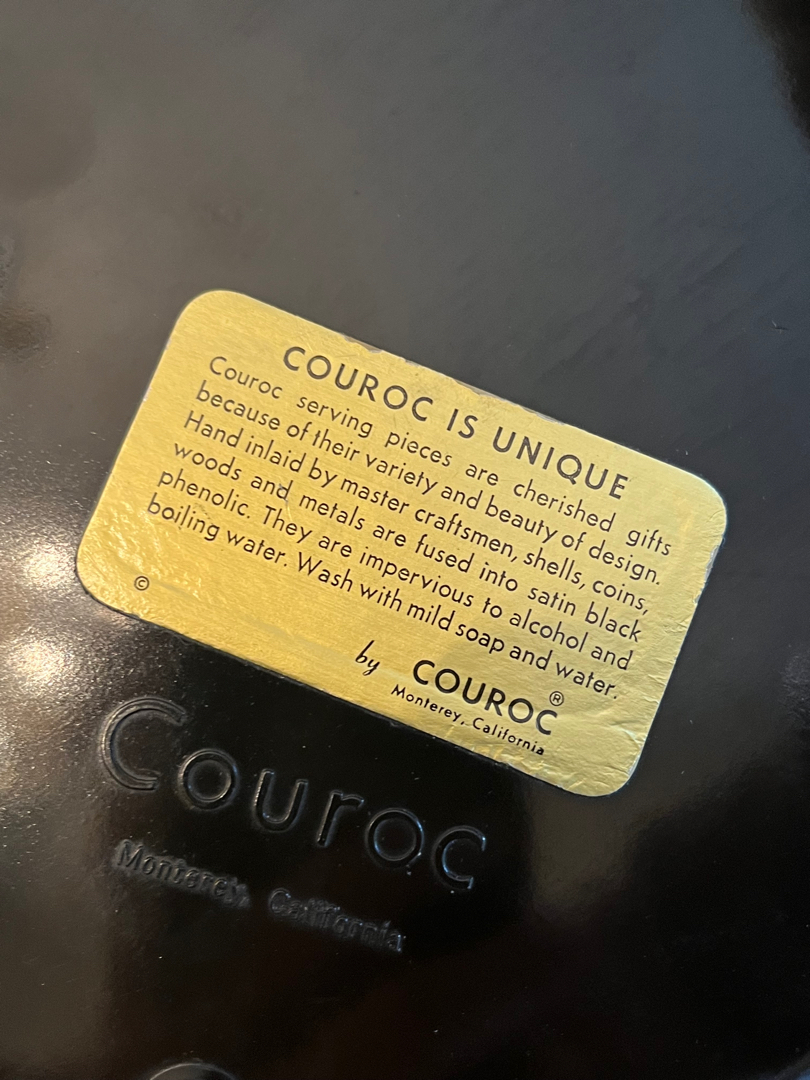 COUROC IS UNIQUE
Couroc serving pieces are cherished gifts
because of their variety and beauty of design.
Hand inlaid by master craftsmen, shells, coins,
woods and metals are fused into satin black
phenolic. They are impervious to alcohol and
boiling water. Wash with mild soap and water.
©
by COUROC®
Monterey, California
Couroc
Monterey, California